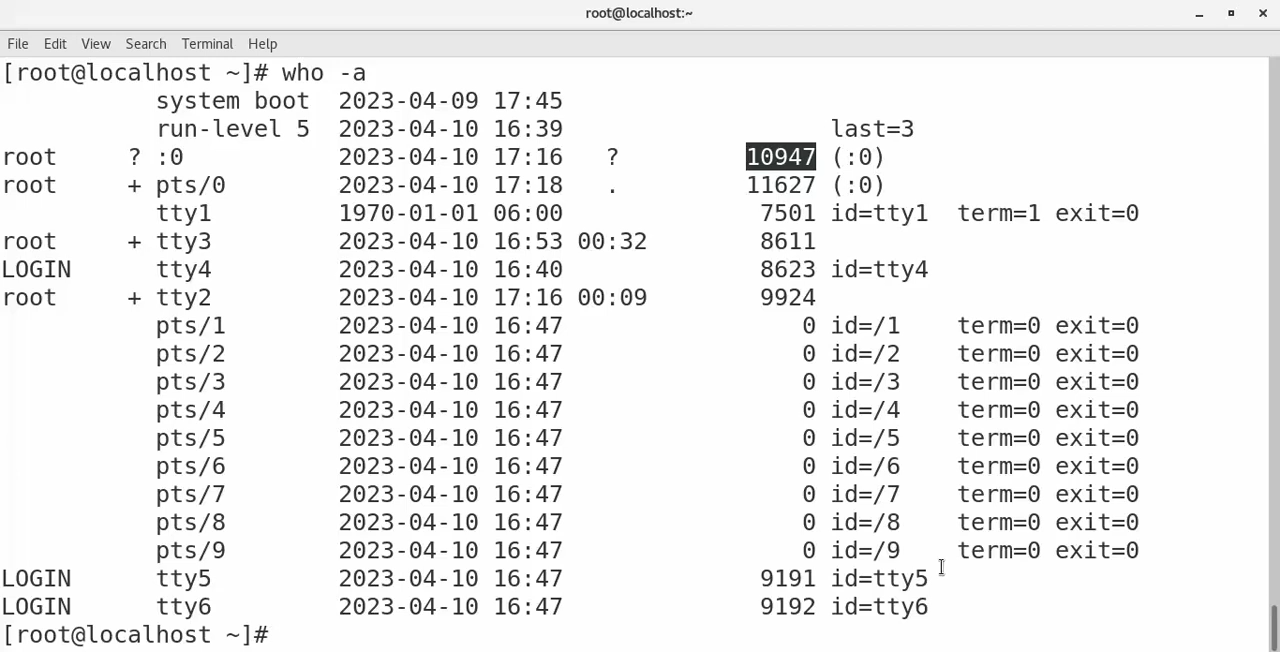 root@localhost:~
File Edit View Search Terminal Help
[root@localhost ~]# who -a
           system boot  2023-04-09 17:45
           run-level 5  2023-04-10 16:39                   last=3
root     ? :0           2023-04-10 17:16   ?         10947 (:0)
root     + pts/0        2023-04-10 17:18   .         11627 (:0)
           tty1         1970-01-01 06:00              7501 id=tty1  term=1 exit=0
root     + tty3         2023-04-10 16:53 00:32        8611
LOGIN      tty4         2023-04-10 16:40              8623 id=tty4
root     + tty2         2023-04-10 17:16 00:09        9924
           pts/1        2023-04-10 16:47                 0 id=/1    term=0 exit=0
           pts/2        2023-04-10 16:47                 0 id=/2    term=0 exit=0
           pts/3        2023-04-10 16:47                 0 id=/3    term=0 exit=0
           pts/4        2023-04-10 16:47                 0 id=/4    term=0 exit=0
           pts/5        2023-04-10 16:47                 0 id=/5    term=0 exit=0
           pts/6        2023-04-10 16:47                 0 id=/6    term=0 exit=0
           pts/7        2023-04-10 16:47                 0 id=/7    term=0 exit=0
           pts/8        2023-04-10 16:47                 0 id=/8    term=0 exit=0
           pts/9        2023-04-10 16:47                 0 id=/9    term=0 exit=0
LOGIN      tty5         2023-04-10 16:47              9191 id=tty5
LOGIN      tty6         2023-04-10 16:47              9192 id=tty6
[root@localhost ~]#